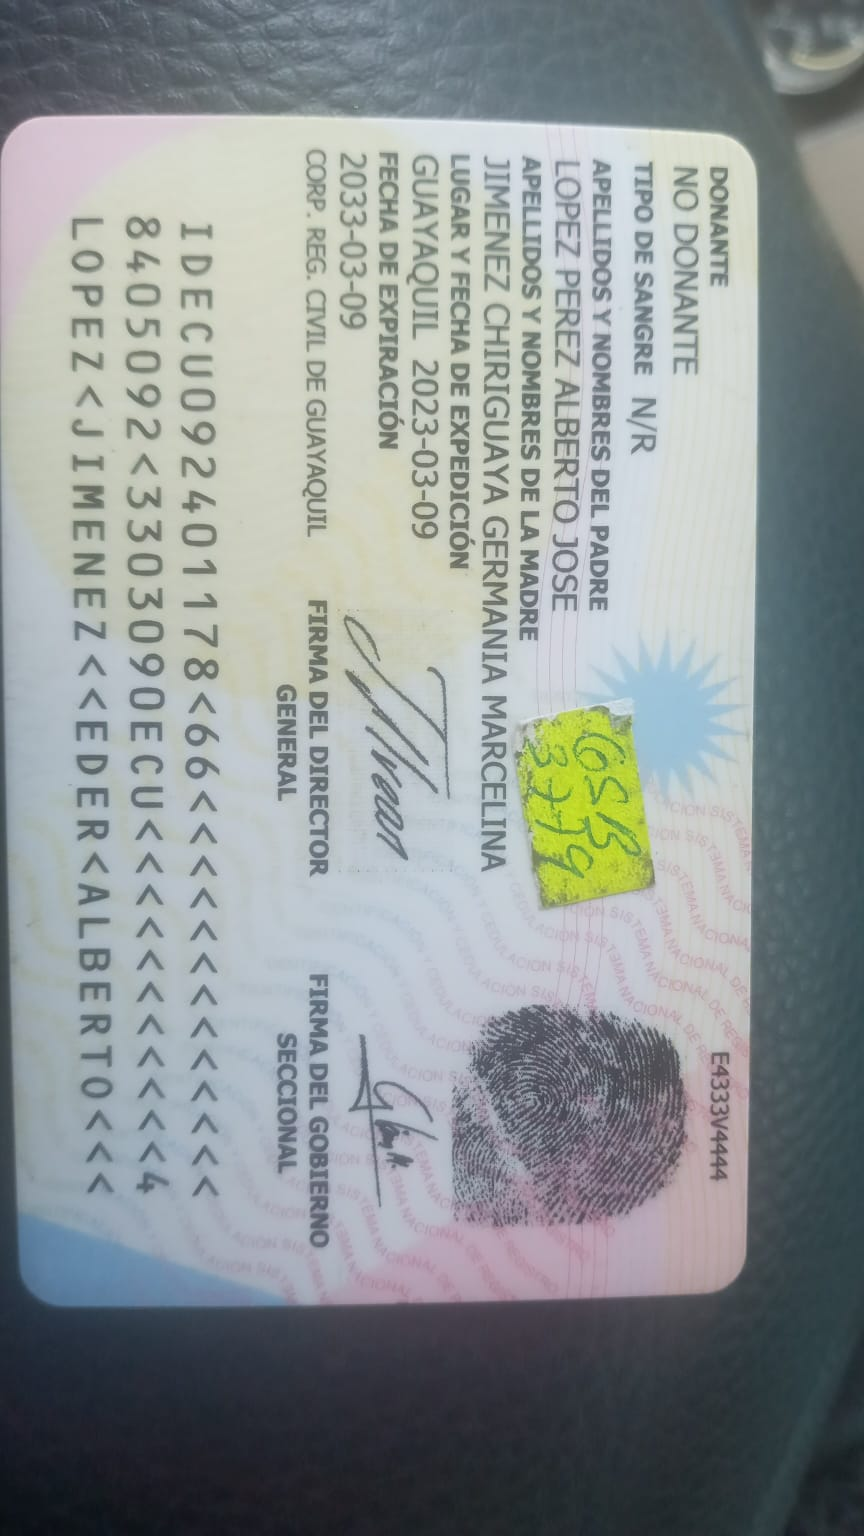 DONANTE
NO DONANTE
E4333V4444
TIPO DE SANGRE N/R
APELLIDOS Y NOMBRES DEL PADRE
LOPEZ PEREZ ALBERTO JOSE
APELLIDOS Y NOMBRES DE LA MADRE
JIMENEZ CHIRIGUAYA GERMANIA MARCELINA
LUGAR Y FECHA DE EXPEDICIÓN
GUAYAQUIL 2023-03-09
FECHA DE EXPIRACIÓN
2033-03-09
CORP. REG. CIVIL DE GUAYAQUIL
FIRMA DEL DIRECTOR
GENERAL
FIRMA DEL GOBIERNO
SECCIONAL
IDECU0924011178<66<<<<<<<<<<<<
8405092<3303090ECU<<<<<<<<<<<4
LOPEZ<JIMENEZ<<EDER<ALBERTO<<<